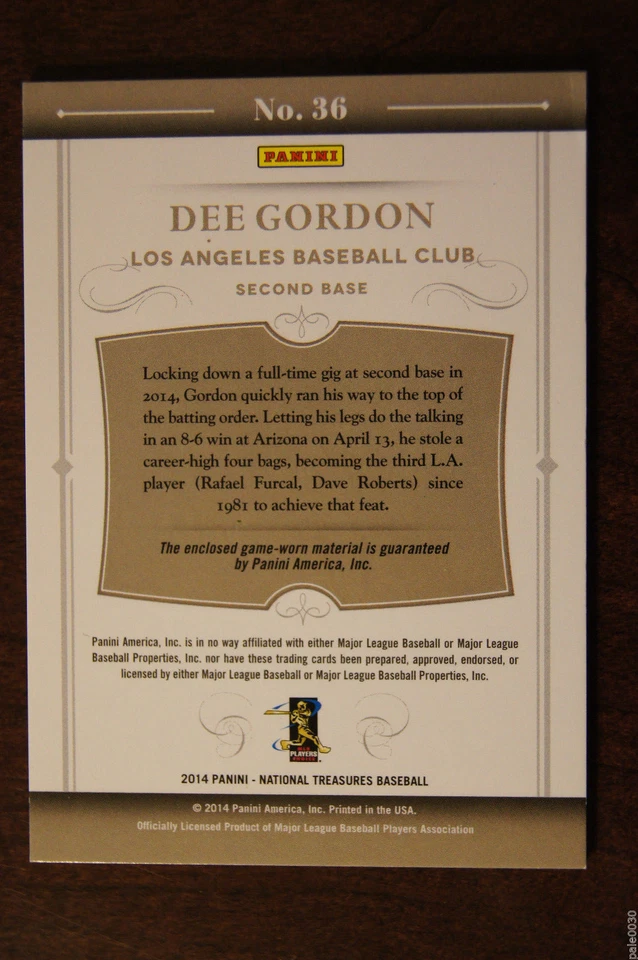 No. 36
PANINI
DEE GORDON
LOS ANGELES BASEBALL CLUB
SECOND BASE
Locking down a full-time gig at second base in
2014, Gordon quickly ran his way to the top of
the batting order. Letting his legs do the talking
in an 8-6 win at Arizona on April 13, he stole a
career-high four bags, becoming the third L.A.
player (Rafael Furcal, Dave Roberts) since
1981 to achieve that feat.
The enclosed game-worn material is guaranteed
by Panini America, Inc.
Panini America, Inc. is in no way affiliated with either Major League Baseball or Major League
Baseball Properties, Inc. nor have these trading cards been prepared, approved, endorsed, or
licensed by either Major League Baseball or Major League Baseball Properties, Inc.
PLAYERS
2014 PANINI - NATIONAL TREASURES BASEBALL
© 2014 Panini America, Inc. Printed in the USA.
Officially Licensed Product of Major League Baseball Players Association
pale0030